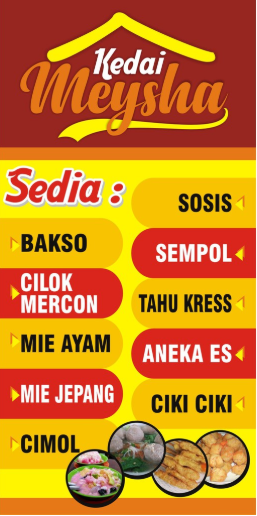 Kedai
Meysha
Sedia :
BAKSO
CILOK
MERCON
MIE AYAM
MIE JEPANG
CIMOL
SOSIS
SEMPOL
TAHU KRESS
ANEKA ES
CIKI CIKI